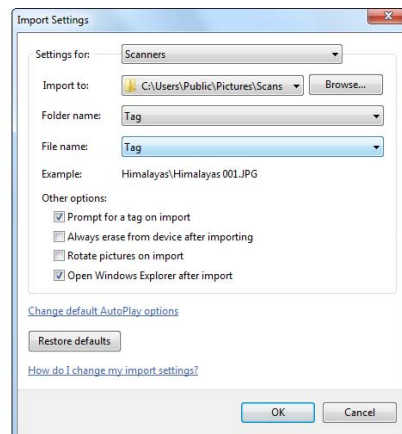 Import Settings
Settings for: Scanners
Import to: C:\Users\Public\Pictures\Scans Browse...
Folder name: Tag
File name: Tag
Example: Himalayas\Himalayas 001.JPG
Other options:
Prompt for a tag on import
Always erase from device after importing
Rotate pictures on import
Open Windows Explorer after import
Change default AutoPlay options
Restore defaults
How do I change my import settings?
OK Cancel